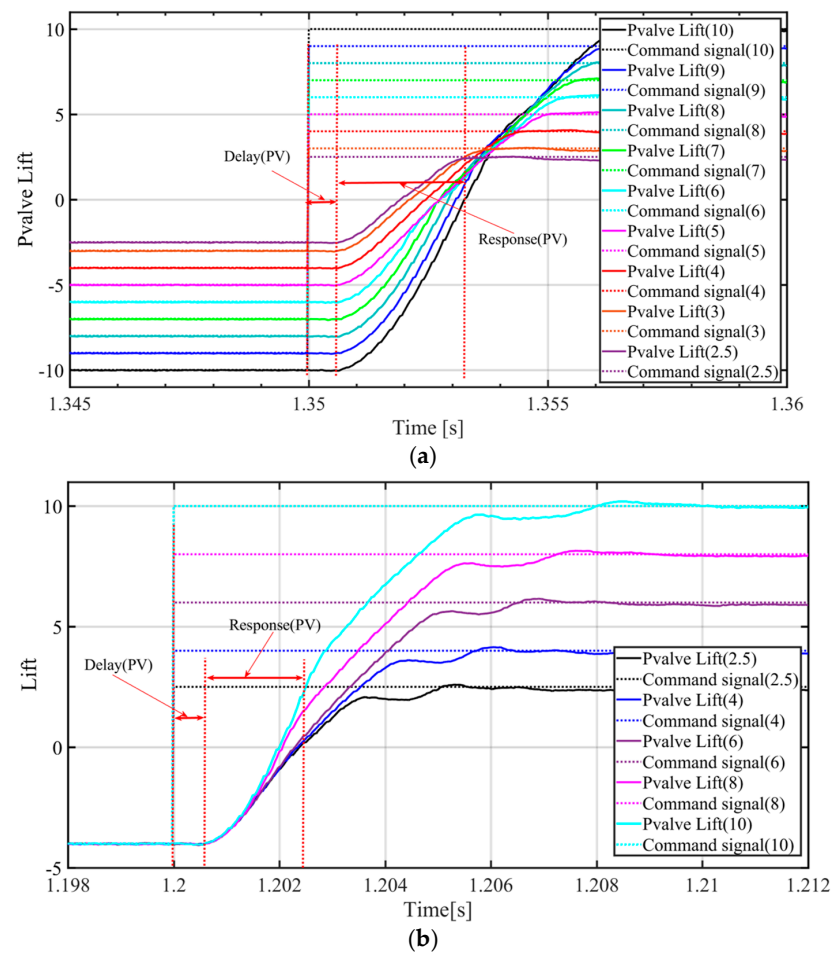 10
5
0
-5
-10
Pvalve Lift
Delay(PV)
Response(PV)
Pvalve Lift(10)
Command signal(10)
Pvalve Lift(9)
Command signal(9)
Pvalve Lift(8)
Command signal(8)
Pvalve Lift(7)
Command signal(7)
Pvalve Lift(6)
Command signal(6)
Pvalve Lift(5)
Command signal(5)
Pvalve Lift(4)
Command signal(4)
Pvalve Lift(3)
Command signal(3)
Pvalve Lift(2.5)
Command signal(2.5)
1.345 1.35 1.355 1.36
Time [s]
(a)
10
5
0
-5
Lift
Response(PV)
Delay(PV)
Pvalve Lift(2.5)
Command signal(2.5)
Pvalve Lift(4)
Command signal(4)
Pvalve Lift(6)
Command signal(6)
Pvalve Lift(8)
Command signal(8)
Pvalve Lift(10)
Command signal(10)
1.198 1.2 1.202 1.204 1.206 1.208 1.21 1.212
Time[s]
(b)